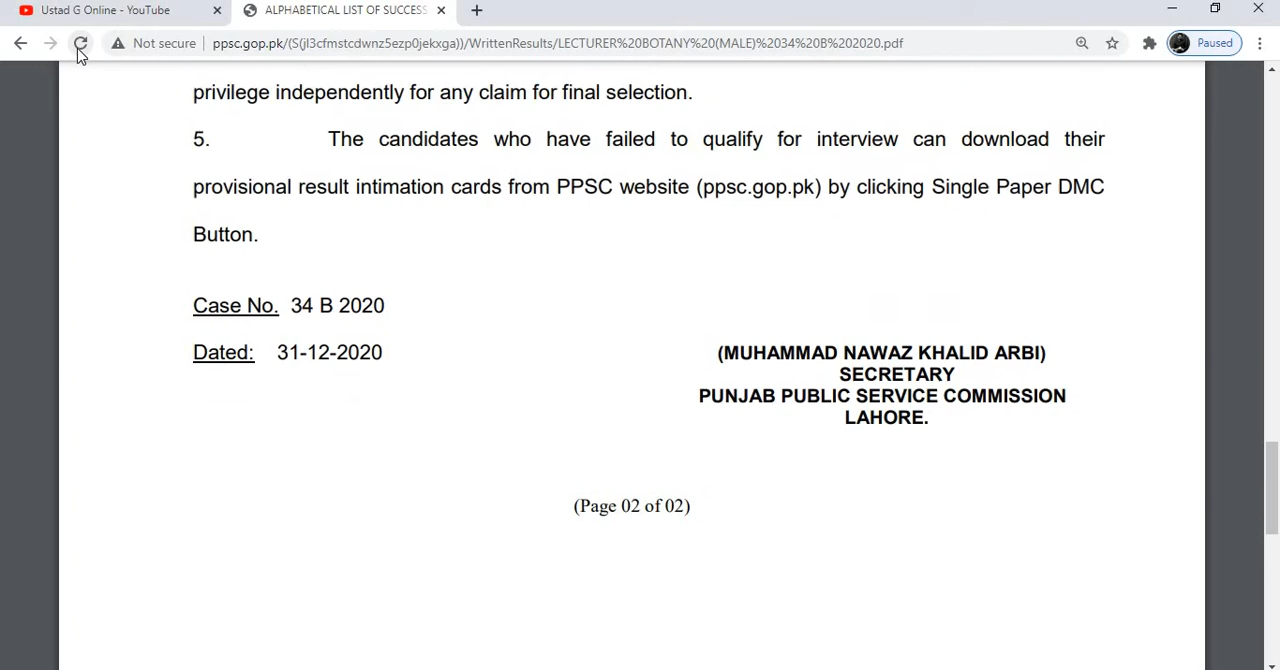 Ustad G Online - YouTube
ALPHABETICAL LIST OF SUCCESS
Not secure
ppsc.gop.pk/(S(jl3cfmstcdwnz5ezp0jekxga))/WrittenResults/LECTURER%20BOTANY%20(MALE)%2034%20B%202020.pdf
Paused
privilege independently for any claim for final selection.
5. The candidates who have failed to qualify for interview can download their
provisional result intimation cards from PPSC website (ppsc.gop.pk) by clicking Single Paper DMC
Button.
Case No. 34 B 2020
Dated: 31-12-2020
(MUHAMMAD NAWAZ KHALID ARBI)
SECRETARY
PUNJAB PUBLIC SERVICE COMMISSION
LAHORE.
(Page 02 of 02)